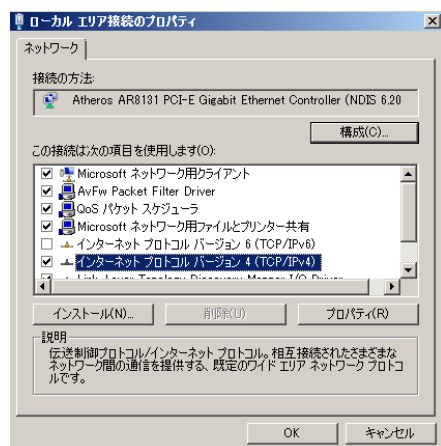 ローカル エリア接続のプロパティ
ネットワーク
接続の方法:
Atheros AR8131 PCI-E Gigabit Ethernet Controller (NDIS 6.20
構成(C)...
この接続は次の項目を使用します(O):
Microsoft ネットワーク用クライアント
AvFw Packet Filter Driver
QoS パケット スケジューラ
Microsoft ネットワーク用ファイルとプリンター共有
インターネット プロトコル バージョン 6 (TCP/IPv6)
インターネット プロトコル バージョン 4 (TCP/IPv4)
Link-Layer Topology Discovery Mapper I/O Driver
インストール(N)...
削除(U)
プロパティ(R)
説明
伝送制御プロトコル/インターネット プロトコル。相互接続されたさまざまな
ネットワーク間の通信を提供する、既定のワイド エリア ネットワーク プロトコ
ルです。
OK
キャンセル